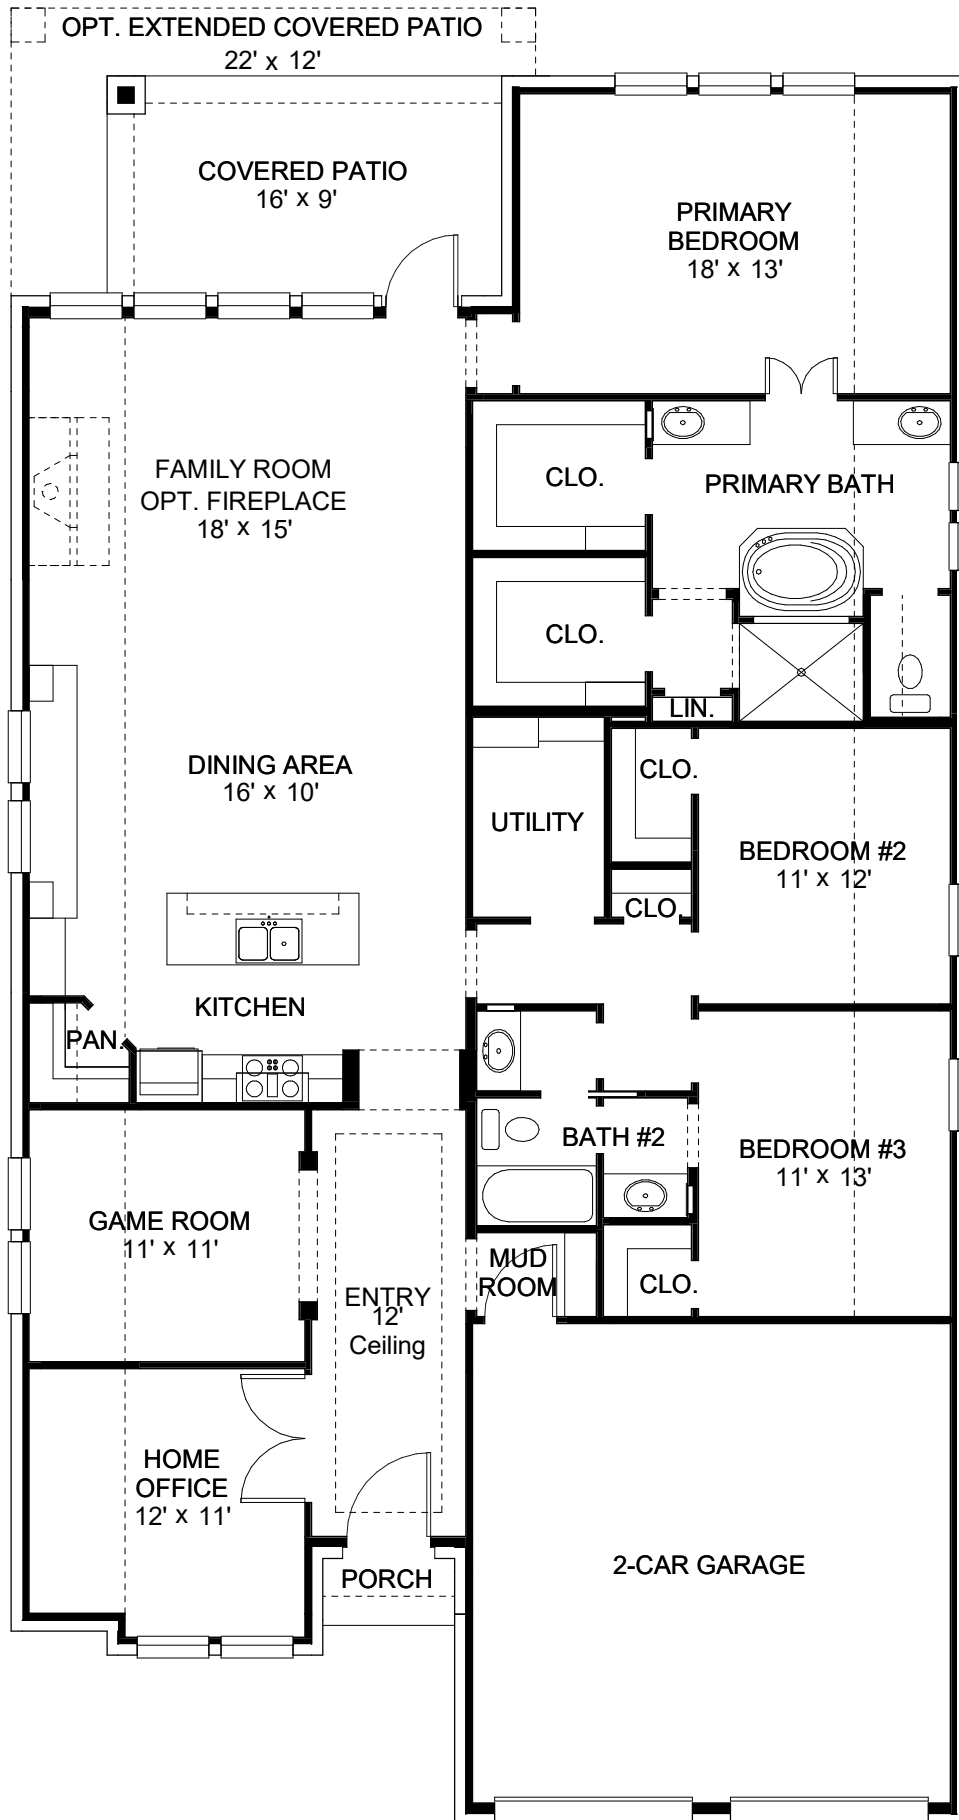 OPT. EXTENDED COVERED PATIO
22' x 12'
COVERED PATIO
16' x 9'
PRIMARY
BEDROOM
18' x 13'
FAMILY ROOM
OPT. FIREPLACE
18' x 15'
CLO.
PRIMARY BATH
CLO.
LIN.
DINING AREA
16' x 10'
UTILITY
CLO.
BEDROOM #2
11' x 12'
CLO.
KITCHEN
PAN.
BATH #2
BEDROOM #3
11' x 13'
GAME ROOM
11' x 11'
MUD
ROOM
CLO.
ENTRY
12'
Ceiling
HOME
OFFICE
12' x 11'
PORCH
2-CAR GARAGE